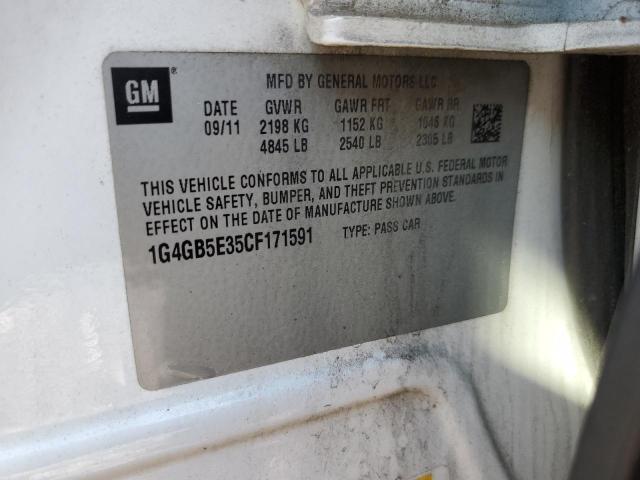 GM®
MFD BY GENERAL MOTORS LLC
DATE GVWR GAWR FRT GAWR RR
09/11 2198 KG 1152 KG 1046 KG
4845 LB 2540 LB 2305 LB
THIS VEHICLE CONFORMS TO ALL APPLICABLE U.S. FEDERAL MOTOR
VEHICLE SAFETY, BUMPER, AND THEFT PREVENTION STANDARDS IN
EFFECT ON THE DATE OF MANUFACTURE SHOWN ABOVE.
1G4GB5E35CF171591 TYPE: PASS CAR